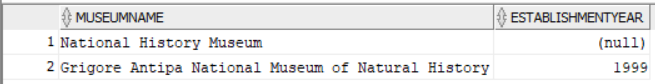 MUSEUMNAME ESTABLISHMENTYEAR
1 National History Museum (null)
2 Grigore Antipa National Museum of Natural History 1999